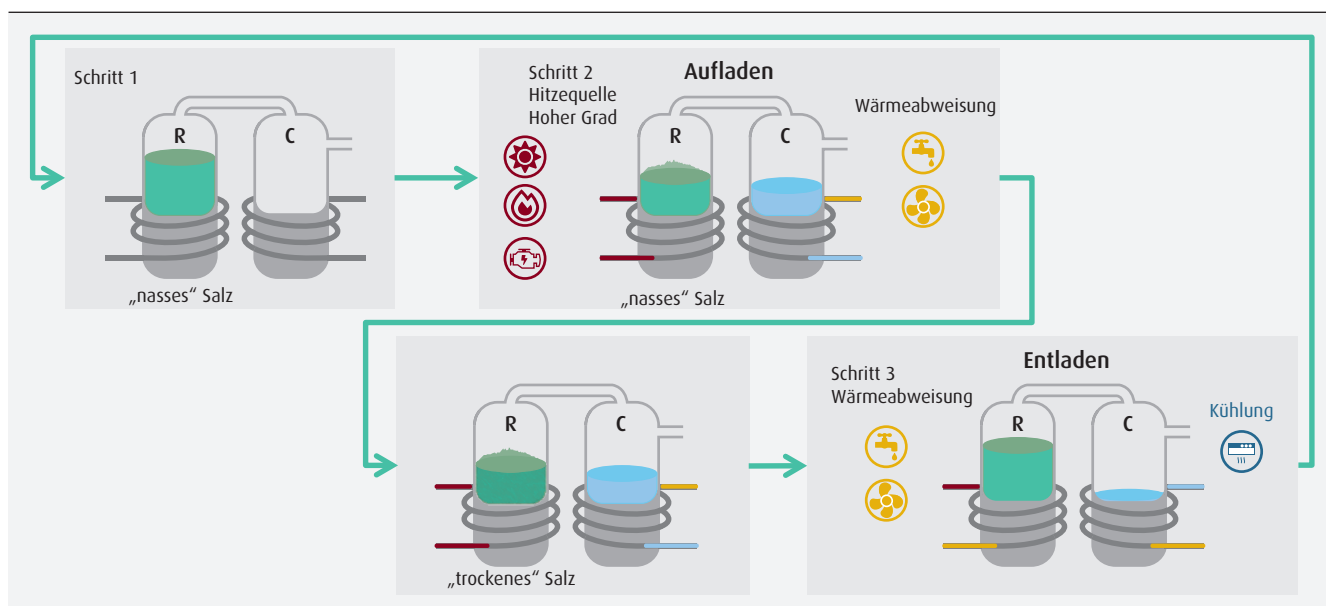 Schritt 1
R
C
„nasses“ Salz
Schritt 2
Hitzequelle
Hoher Grad
Aufladen
Wärmeabweisung
R
C
„nasses“ Salz
R
C
„trockenes“ Salz
Entladen
Schritt 3
Wärmeabweisung
R
C
Kühlung